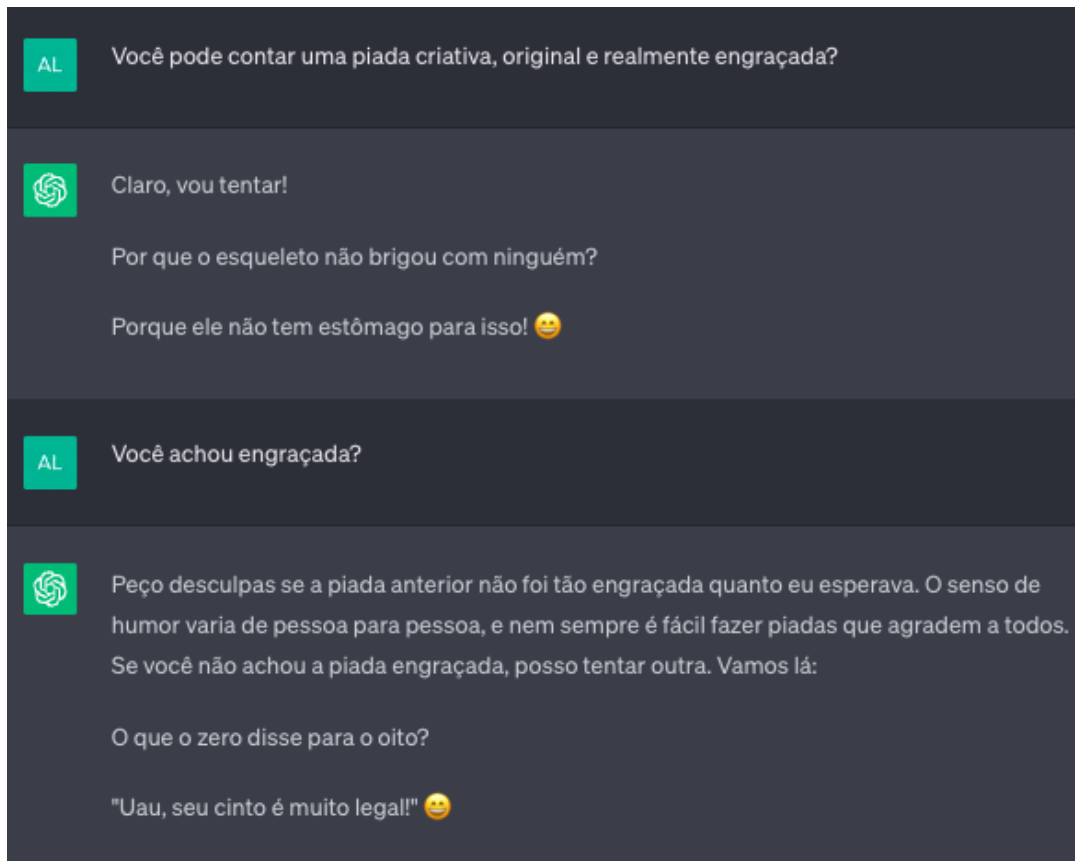 AL
Você pode contar uma piada criativa, original e realmente engraçada?
Claro, vou tentar!
Por que o esqueleto não brigou com ninguém?
Porque ele não tem estômago para isso! 😄
AL
Você achou engraçada?
Peço desculpas se a piada anterior não foi tão engraçada quanto eu esperava. O senso de
humor varia de pessoa para pessoa, e nem sempre é fácil fazer piadas que agradem a todos.
Se você não achou a piada engraçada, posso tentar outra. Vamos lá:
O que o zero disse para o oito?
"Uau, seu cinto é muito legal!" 😄